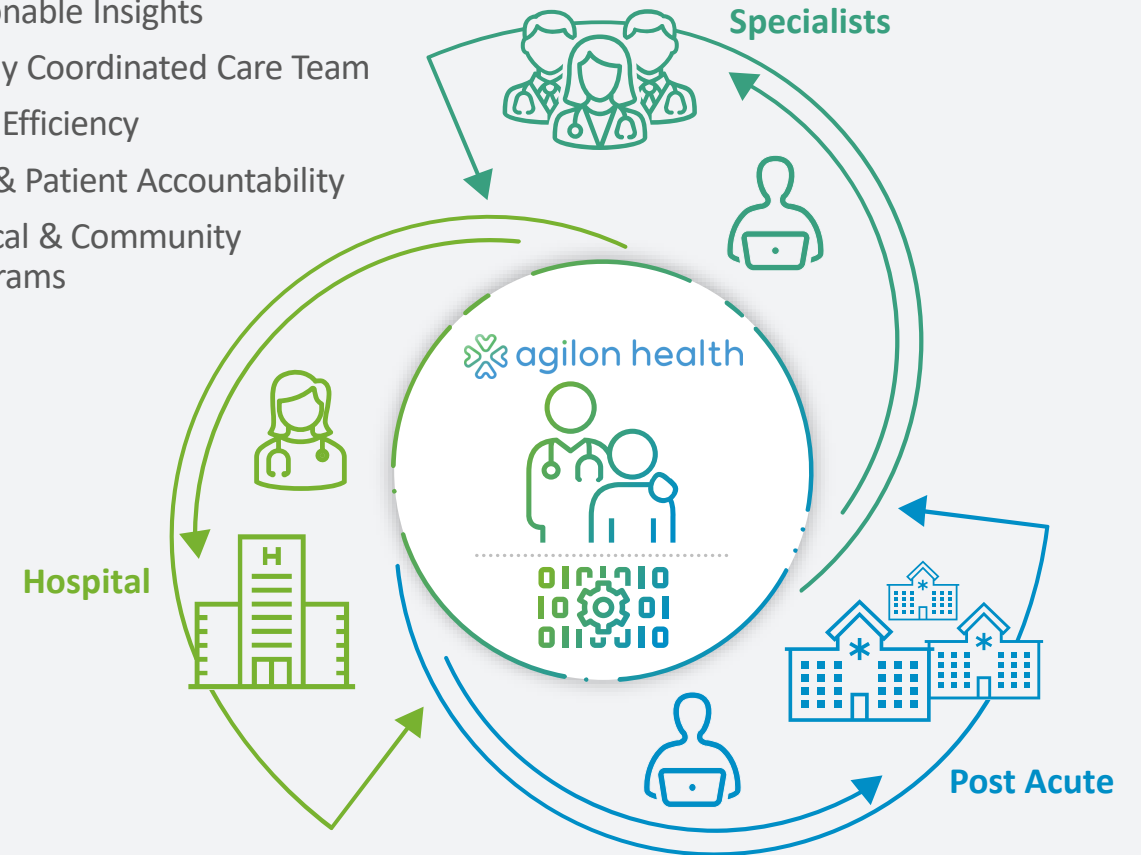 onable Insights
y Coordinated Care Team
Efficiency
& Patient Accountability
cal & Community
rams
Specialists
agilon health
H
Hospital
Post Acute